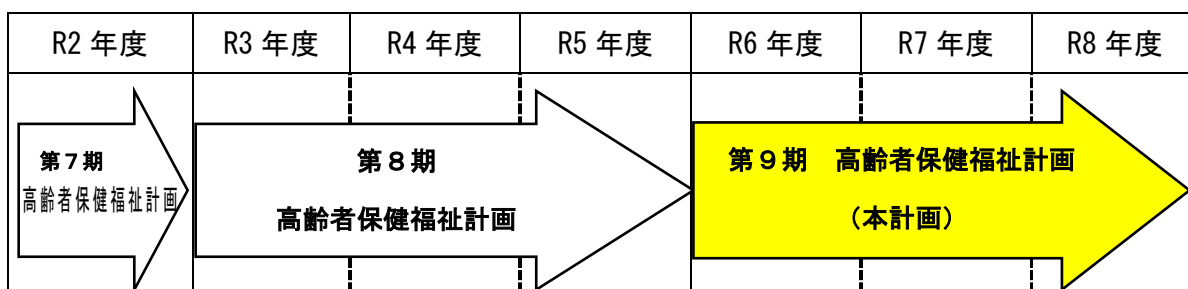 R2 年度 R3 年度 R4 年度 R5 年度 R6 年度 R7 年度 R8 年度
第７期
高齢者保健福祉計画
第８期
高齢者保健福祉計画
第９期　高齢者保健福祉計画
（本計画）